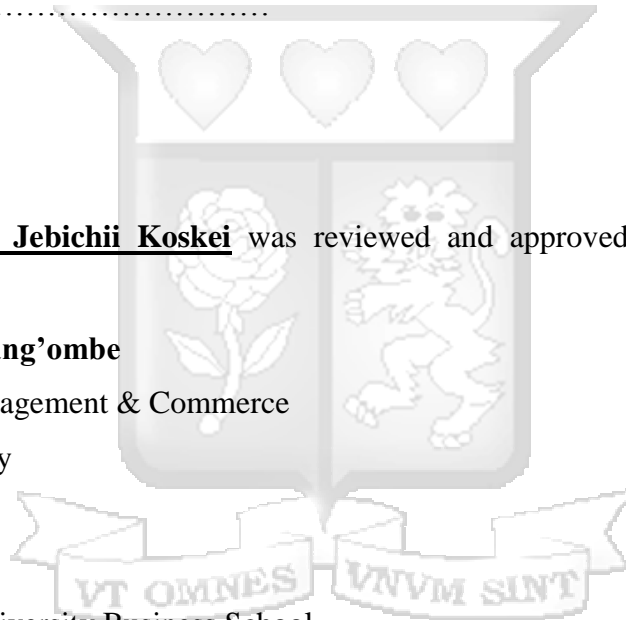 ……………………………
Jebichii Koskei was reviewed and approved
ng’ombe
agement & Commerce
y
VT OMNES VNVM SINT
iversity Business School